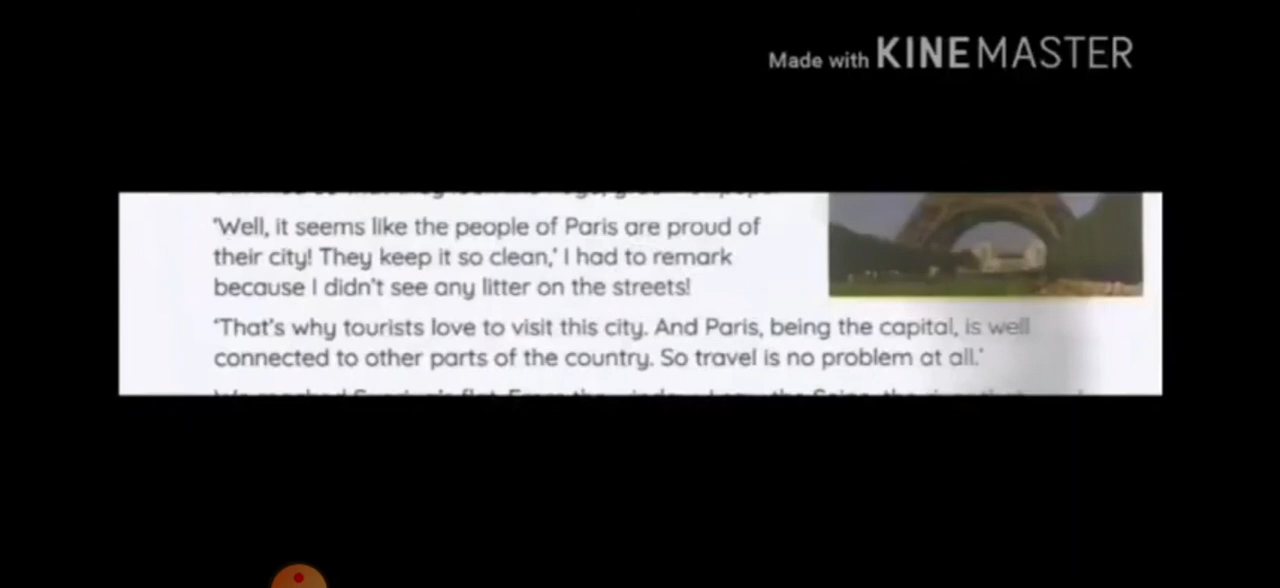 Made with KINEMASTER
'Well, it seems like the people of Paris are proud of
their city! They keep it so clean,' I had to remark
because I didn't see any litter on the streets!
'That's why tourists love to visit this city. And Paris, being the capital, is well
connected to other parts of the country. So travel is no problem at all.'